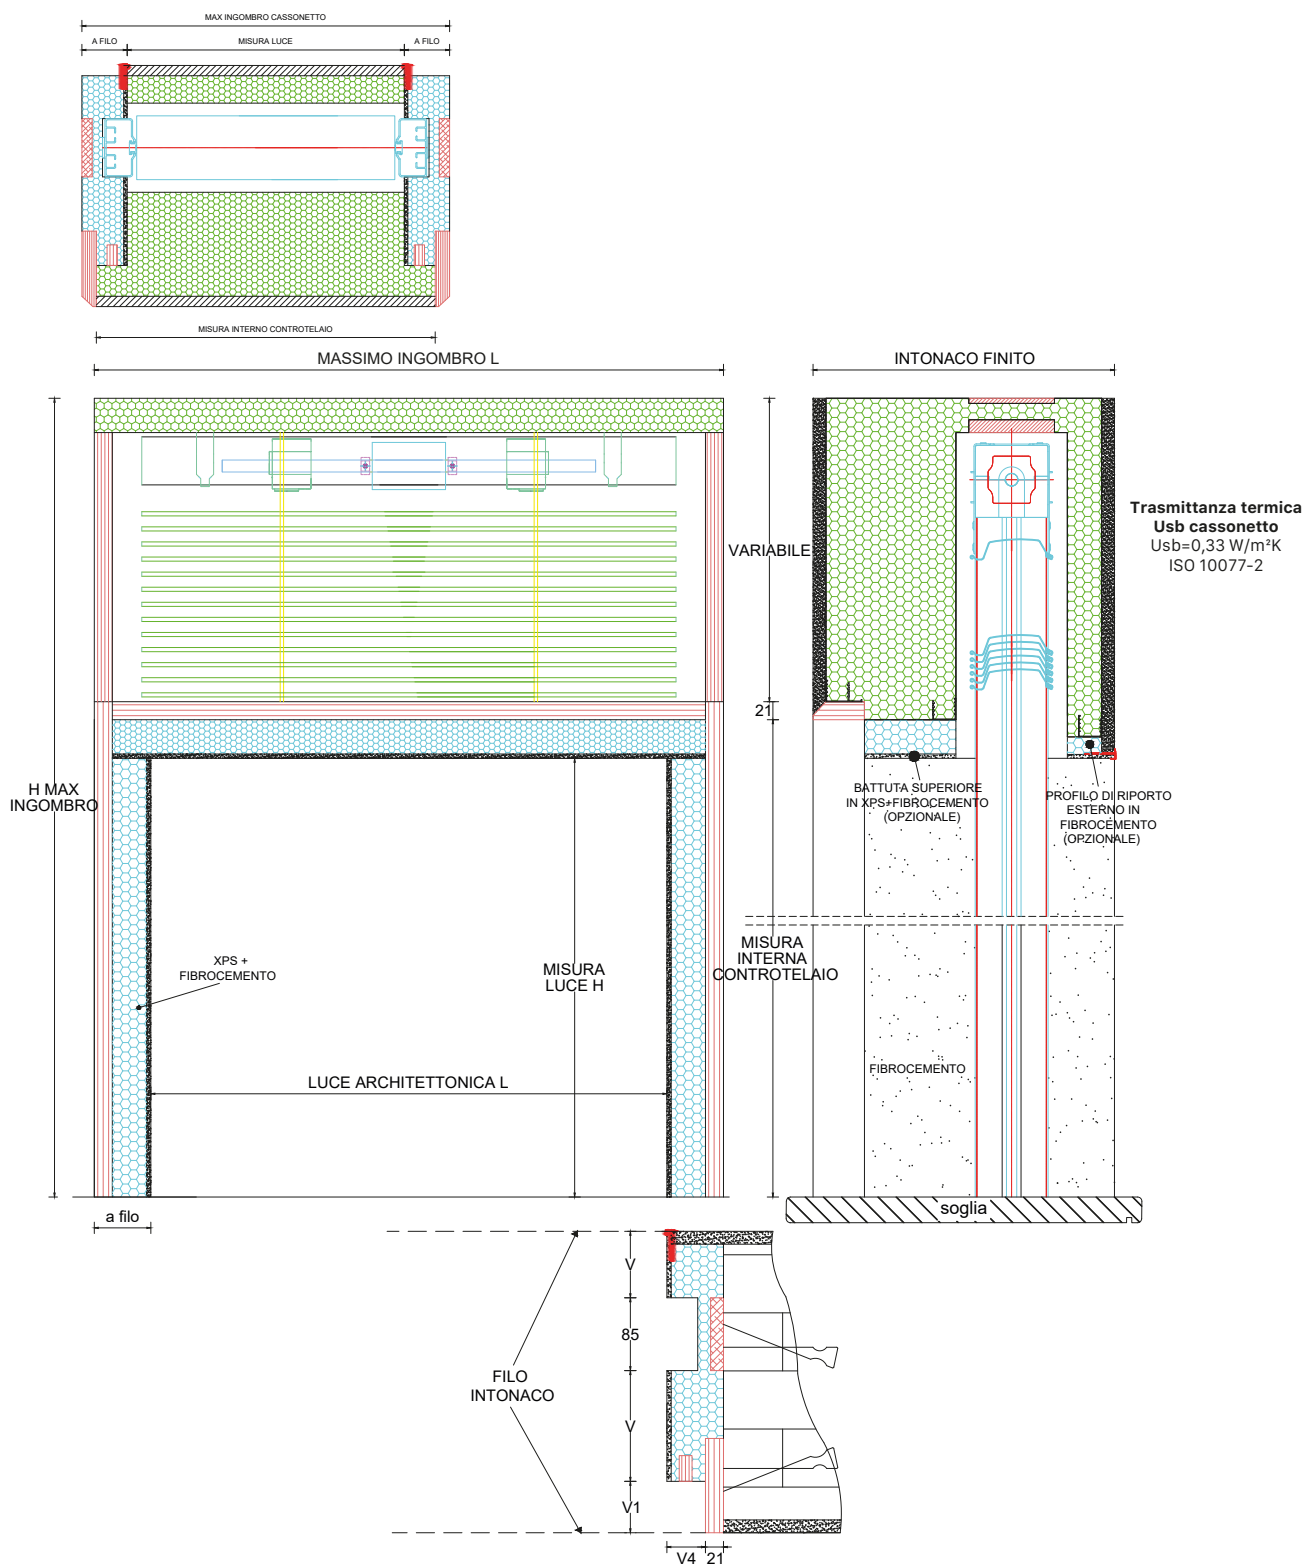 MAX INGOMBRO CASSONETTO
A FILO
MISURA LUCE
A FILO
MISURA INTERNO CONTROTELAIO
MASSIMO INGOMBRO L
INTONACO FINITO
Trasmittanza termica
Usb cassonetto
Usb=0,33 W/m²K
ISO 10077-2
VARIABILE
21
H MAX
INGOMBRO
BATTUTA SUPERIORE
IN XPS+FIBROCEMENTO
(OPZIONALE)
PROFILO DI RIPORTO
ESTERNO IN
FIBROCEMENTO
(OPZIONALE)
XPS +
FIBROCEMENTO
MISURA
LUCE H
MISURA
INTERNA
CONTROTELAIO
LUCE ARCHITETTONICA L
FIBROCEMENTO
a filo
soglia
V
85
FILO
INTONACO
V
V1
V4
21